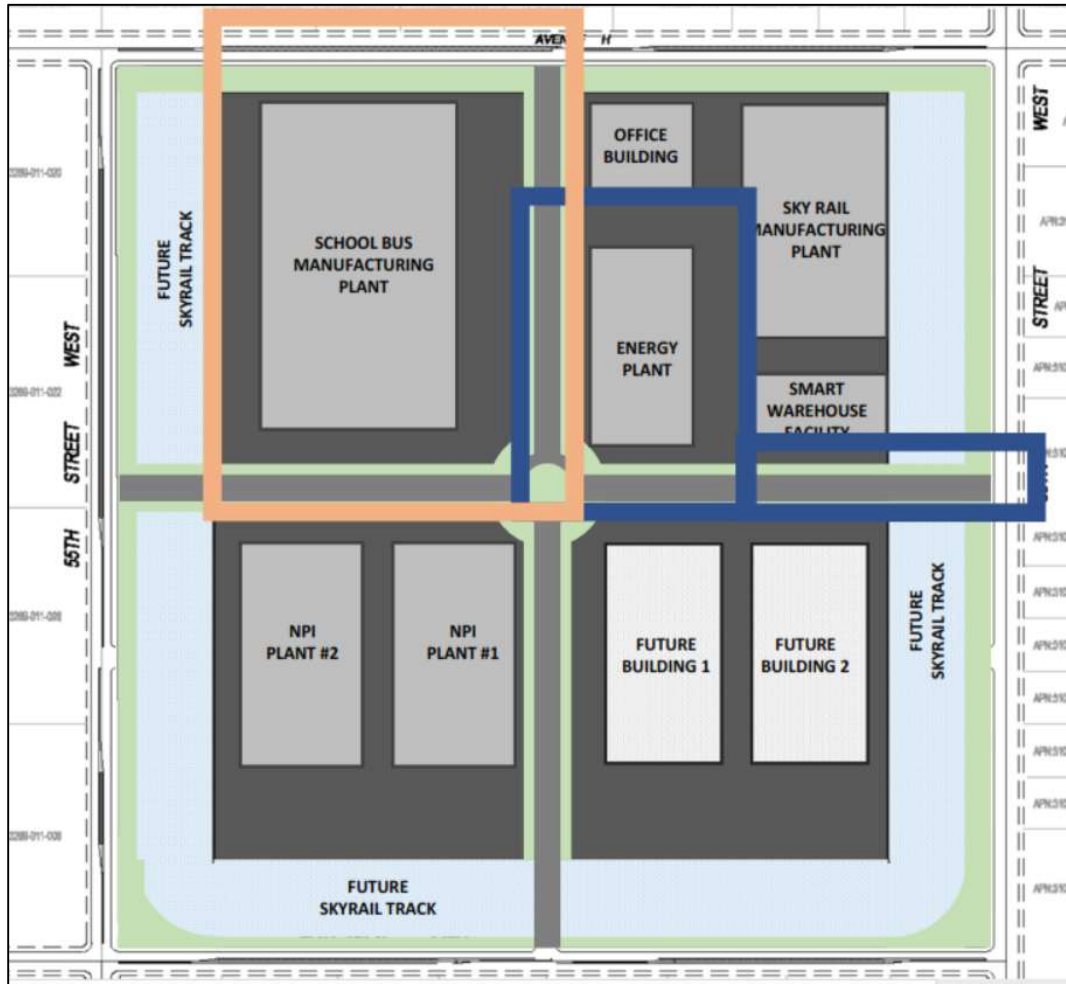 AVENUE H
OFFICE
BUILDING
SKY RAIL
MANUFACTURING
PLANT
SCHOOL BUS
MANUFACTURING
PLANT
FUTURE
SKYRAIL TRACK
ENERGY
PLANT
SMART
WAREHOUSE
FACILITY
WEST
STREET
55TH
WEST
STREET
NPI
PLANT #2
NPI
PLANT #1
FUTURE
BUILDING 1
FUTURE
BUILDING 2
FUTURE
SKYRAIL TRACK
FUTURE
SKYRAIL TRACK